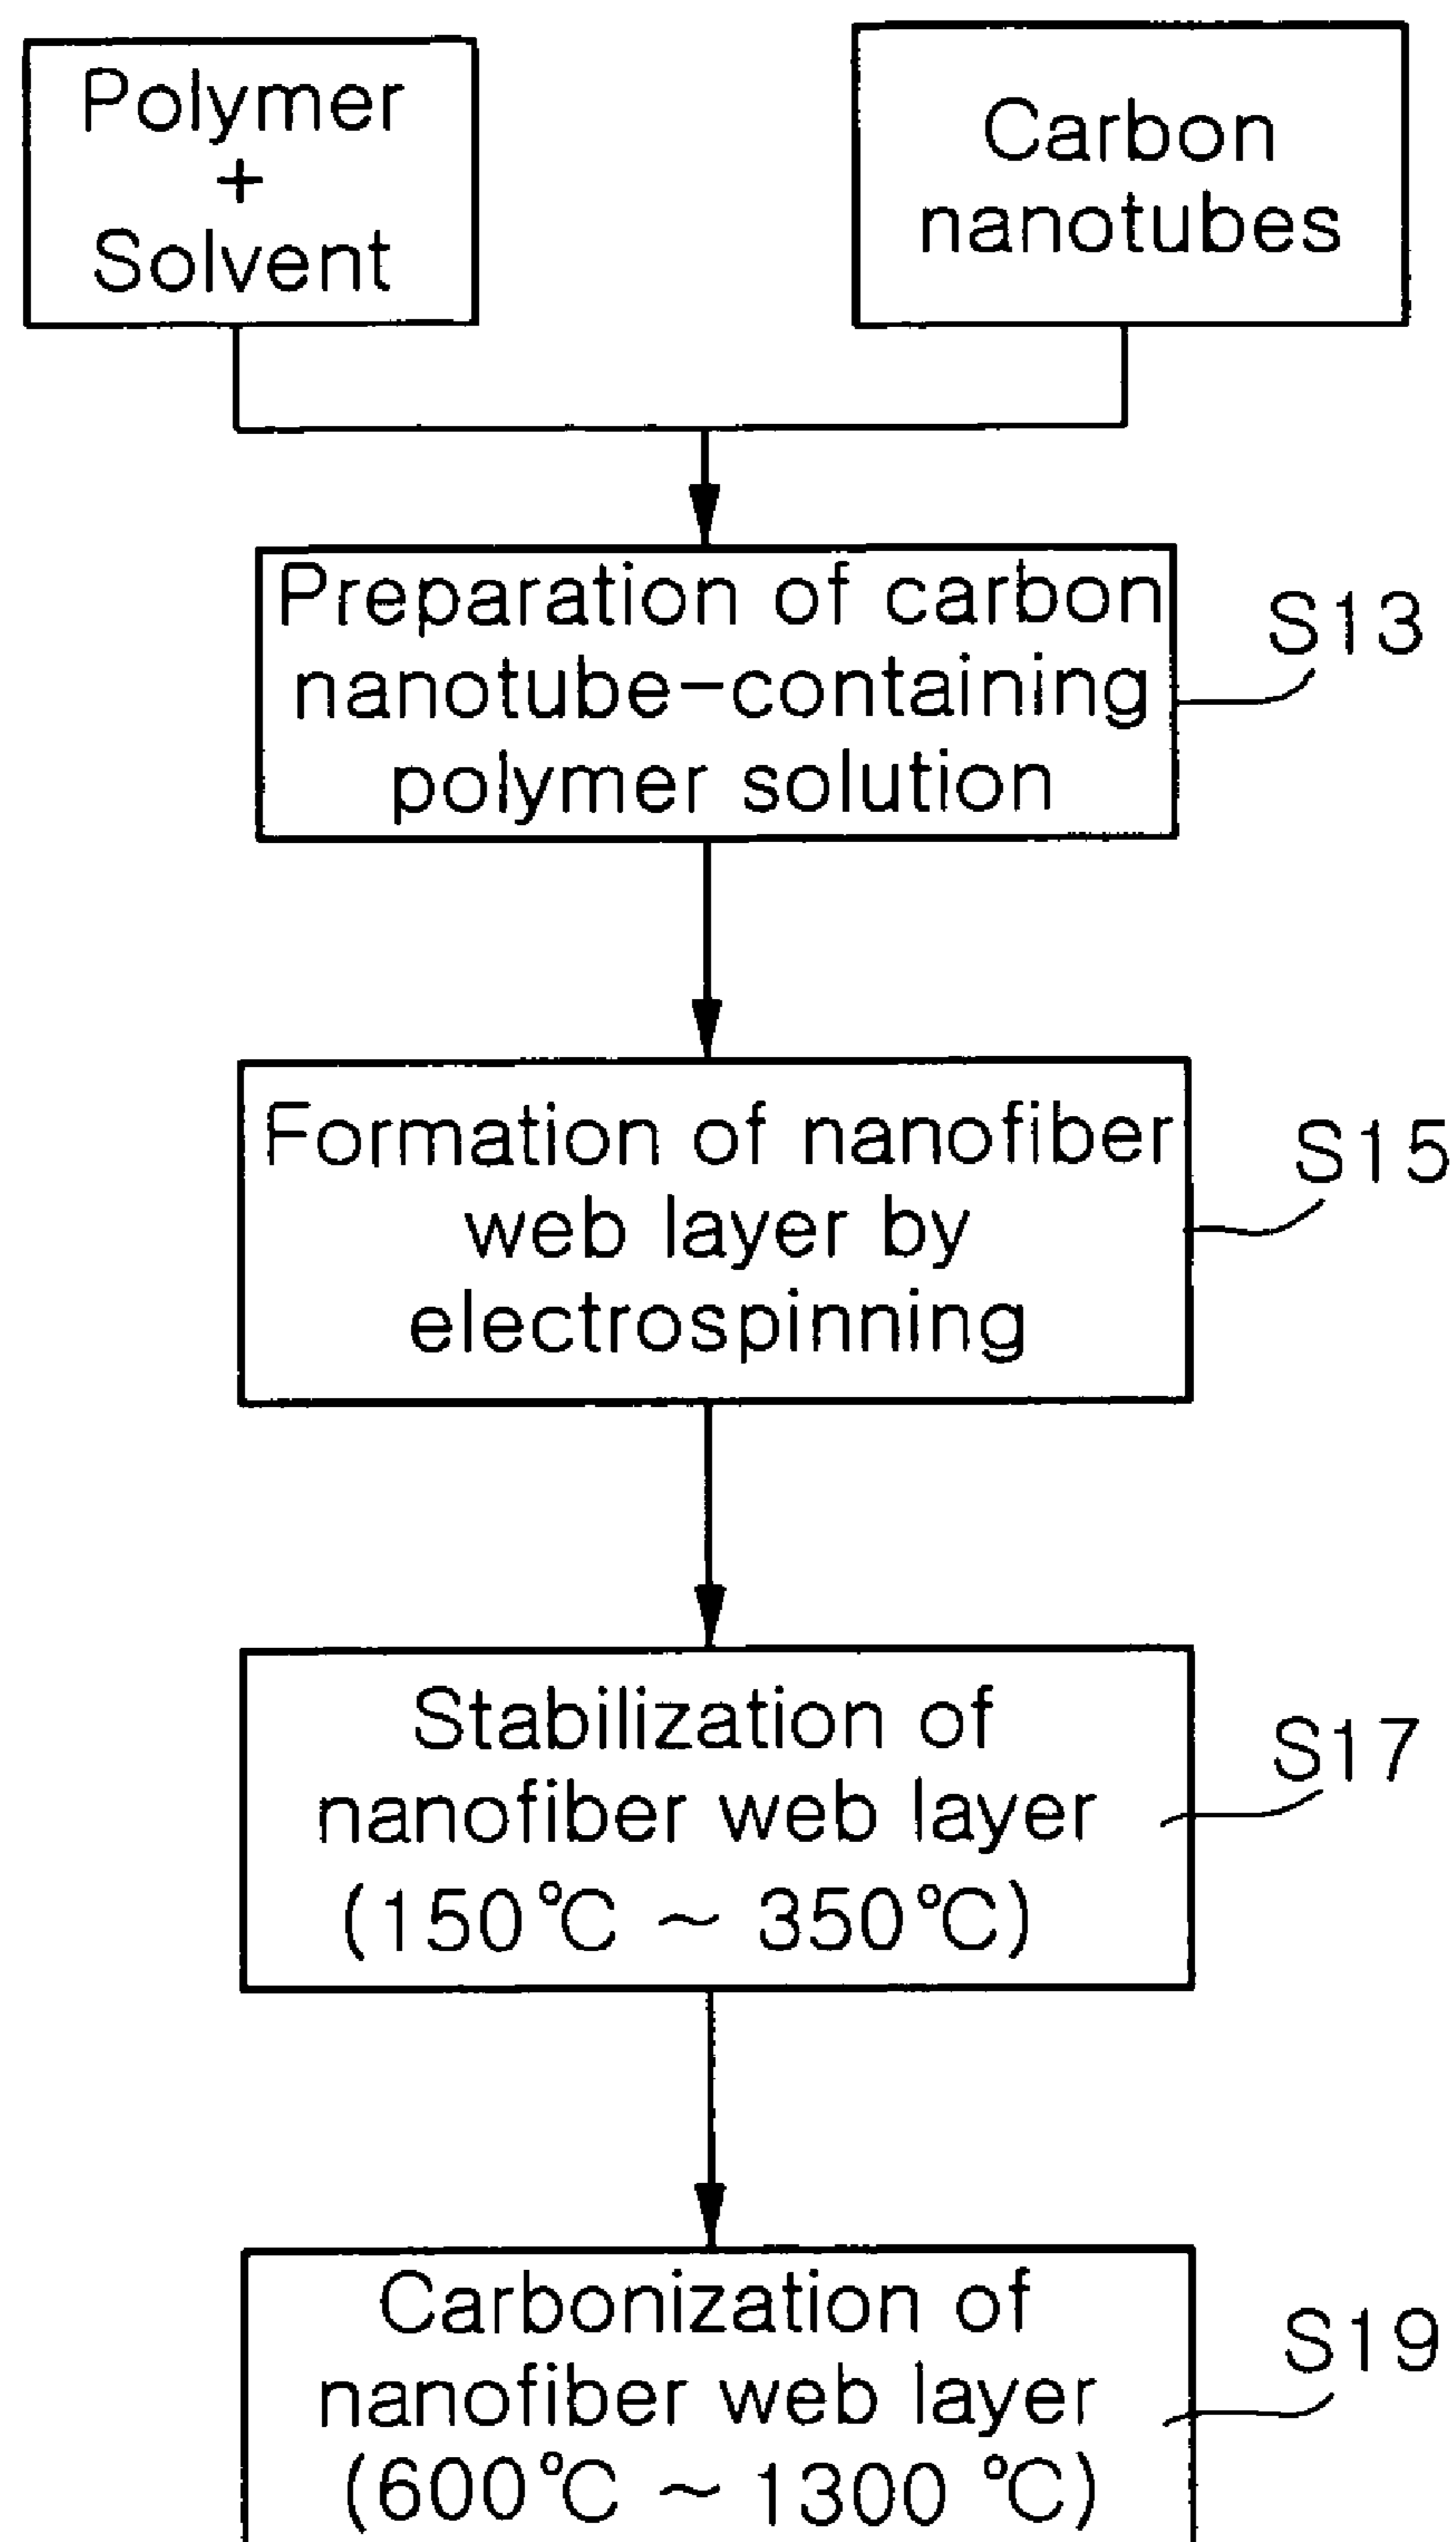 Polymer
+
Solvent
Carbon
nanotubes
Preparation of carbon
nanotube-containing
polymer solution
S13
Formation of nanofiber
web layer by
electrospinning
S15
Stabilization of
nanofiber web layer
(150℃ ~ 350℃)
S17
Carbonization of
nanofiber web layer
(600℃ ~ 1300 ℃)
S19